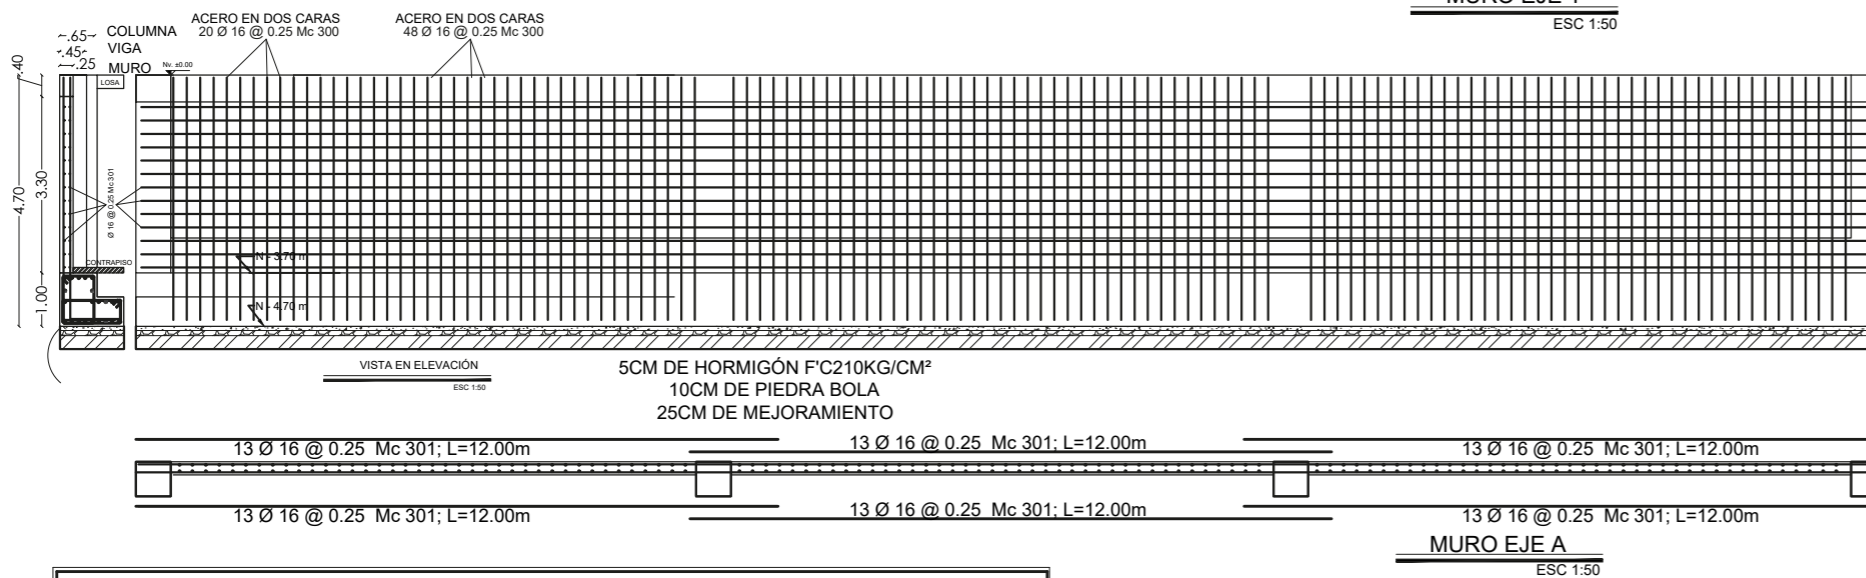 MURO EJE 1
ESC 1:50
ACERO EN DOS CARAS
20 Ø 16 @ 0.25 Mc 300
ACERO EN DOS CARAS
48 Ø 16 @ 0.25 Mc 300
.65 COLUMNA
.45 VIGA
.25 MURO
Nv. ±0.00
LOSA
.40
3.30
4.70
1.00
Ø 16 @ 0.25 Mc 301
CONTRAPISO
N - 3.70 m
N - 4.70 m
VISTA EN ELEVACIÓN
ESC 1:50
5CM DE HORMIGÓN F'C210KG/CM²
10CM DE PIEDRA BOLA
25CM DE MEJORAMIENTO
13 Ø 16 @ 0.25 Mc 301; L=12.00m
13 Ø 16 @ 0.25 Mc 301; L=12.00m
13 Ø 16 @ 0.25 Mc 301; L=12.00m
13 Ø 16 @ 0.25 Mc 301; L=12.00m
13 Ø 16 @ 0.25 Mc 301; L=12.00m
13 Ø 16 @ 0.25 Mc 301; L=12.00m
MURO EJE A
ESC 1:50